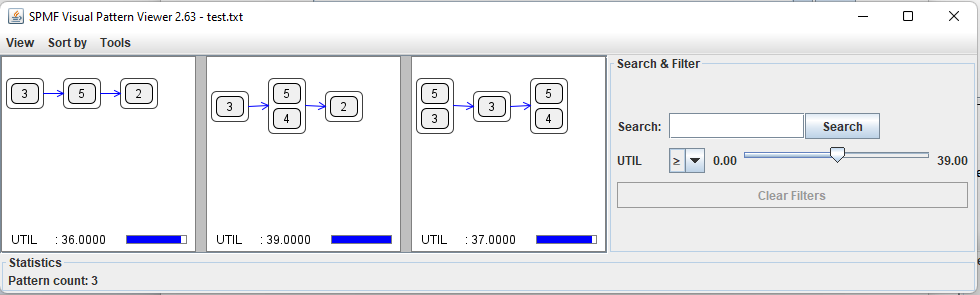 SPMF Visual Pattern Viewer 2.63 - test.txt
View Sort by Tools
3 5 2
UTIL : 36.0000
3 5 4 2
UTIL : 39.0000
5 3 3 5 4
UTIL : 37.0000
Search & Filter
Search: Search
UTIL ≥ 0.00 39.00
Clear Filters
Statistics
Pattern count: 3